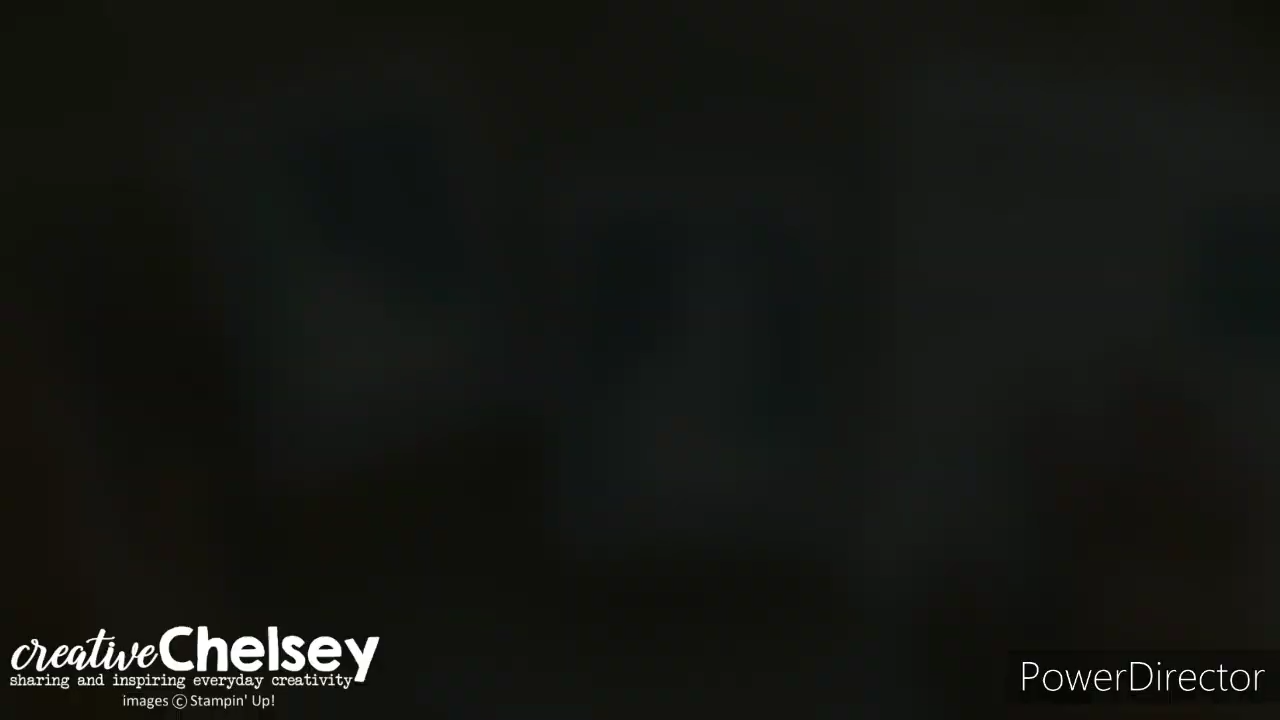 creativeChelsey
sharing and inspiring everyday creativity
images © Stampin' Up!
PowerDirector